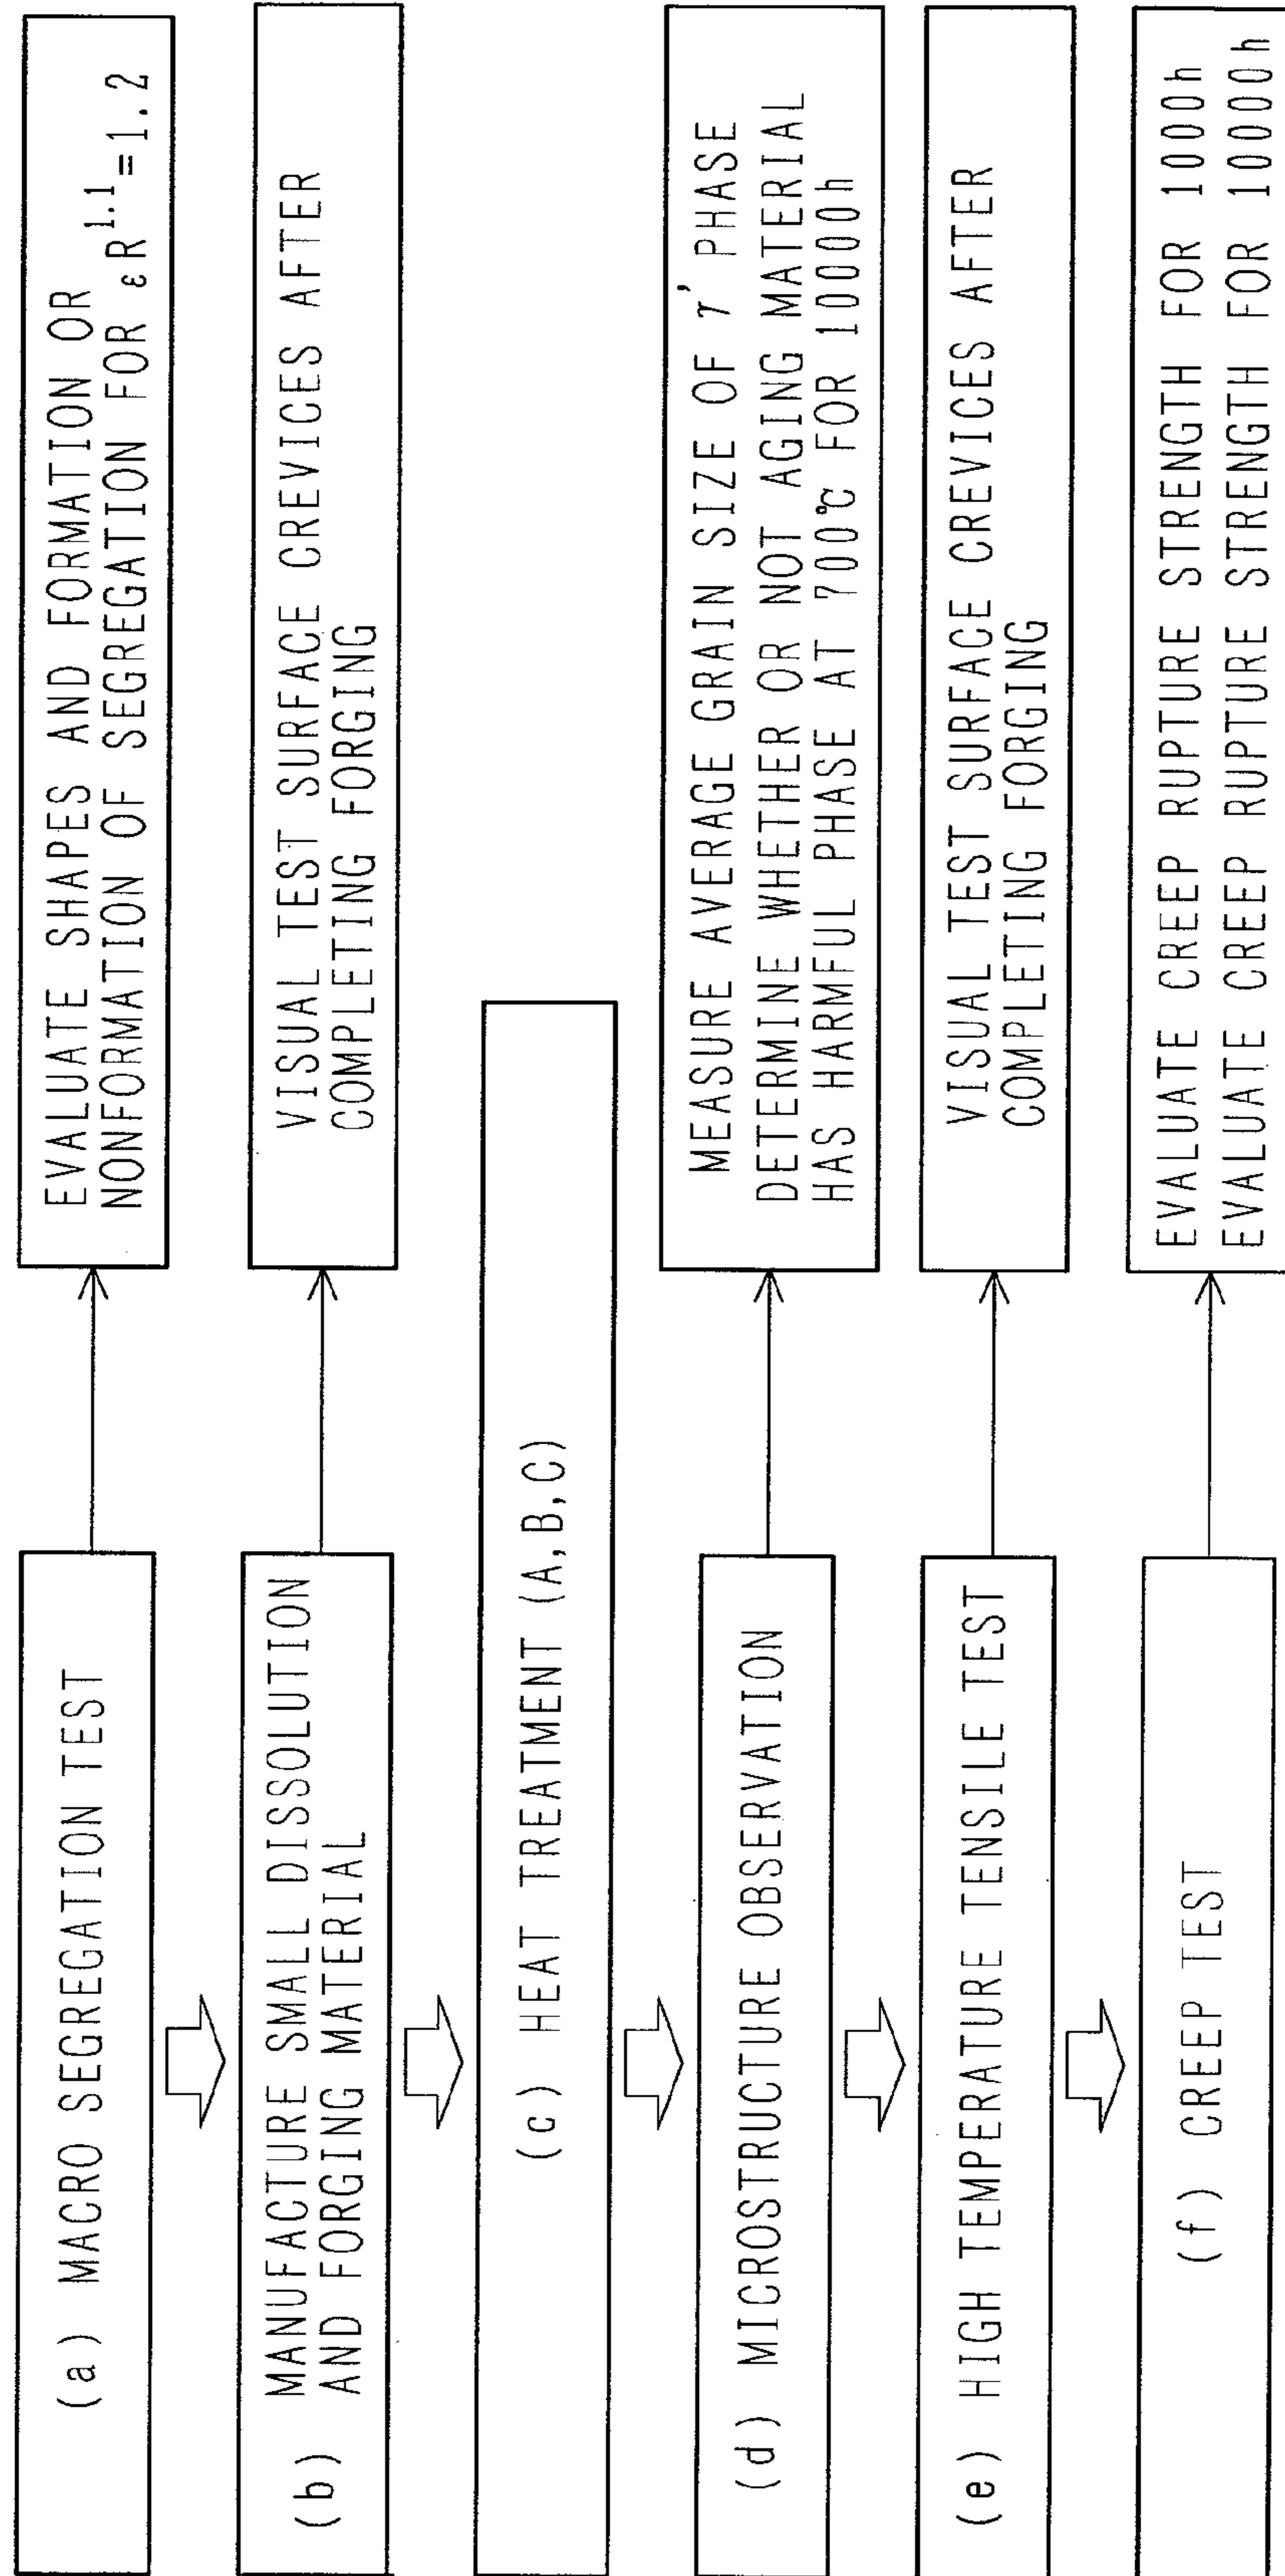 (a) MACRO SEGREGATION TEST
EVALUATE SHAPES AND FORMATION OR
NONFORMATION OF SEGREGATION FOR εR^1.1=1.2
(b) MANUFACTURE SMALL DISSOLUTION
AND FORGING MATERIAL
VISUAL TEST SURFACE CREVICES AFTER
COMPLETING FORGING
(c) HEAT TREATMENT (A,B,C)
(d) MICROSTRUCTURE OBSERVATION
MEASURE AVERAGE GRAIN SIZE OF γ' PHASE
DETERMINE WHETHER OR NOT AGING MATERIAL
HAS HARMFUL PHASE AT 700℃ FOR 10000h
(e) HIGH TEMPERATURE TENSILE TEST
VISUAL TEST SURFACE CREVICES AFTER
COMPLETING FORGING
(f) CREEP TEST
EVALUATE CREEP RUPTURE STRENGTH FOR 1000h
EVALUATE CREEP RUPTURE STRENGTH FOR 10000h